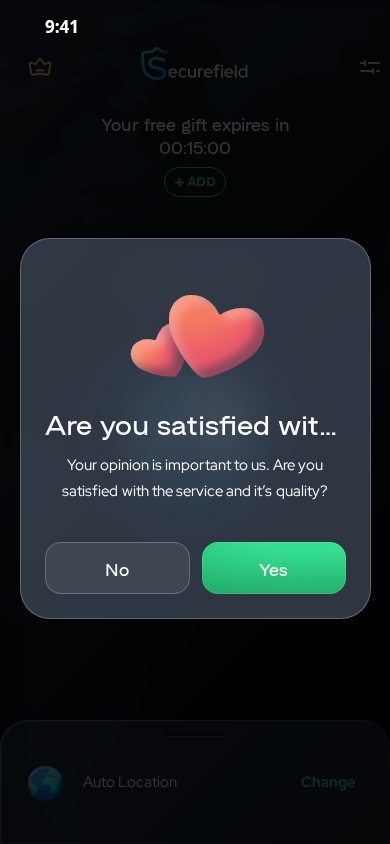 9:41
Securefield
Your free gift expires in
00:15:00
+ ADD
Are you satisfied wit...
Your opinion is important to us. Are you
satisfied with the service and it's quality?
No
Yes
Auto Location
Change